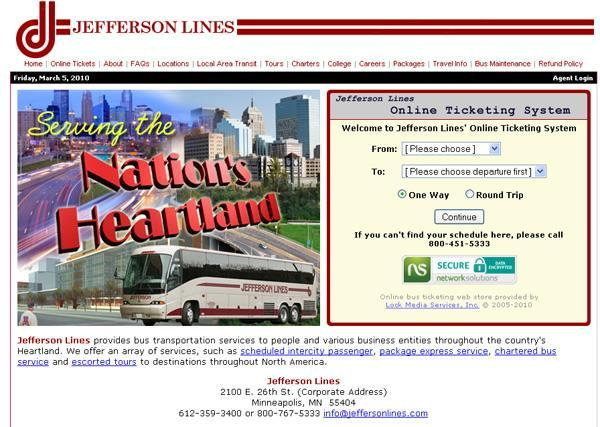 JEFFERSON LINES
Home | Online Tickets | About | FAQs | Locations | Local Area Transit | Tours | Charters | College | Careers | Packages | Travel Info | Bus Maintenance | Refund Policy
Friday, March 5, 2010
Agent Login
Serving the
Nation's
Heartland
JEFFERSON LINES
Jefferson Lines
Online Ticketing System
Welcome to Jefferson Lines' Online Ticketing System
From: [ Please choose ]
To: [ Please choose departure first ]
One Way Round Trip
Continue
If you can't find your schedule here, please call
800-451-5333
ns SECURE DATA ENCRYPTED
networksolutions
Online bus ticketing web store provided by
Lock Media Services, Inc. © 2005-2010
Jefferson Lines provides bus transportation services to people and various business entities throughout the country's
Heartland. We offer an array of services, such as scheduled intercity passenger, package express service, chartered bus
service and escorted tours to destinations throughout North America.
Jefferson Lines
2100 E. 26th St. (Corporate Address)
Minneapolis, MN 55404
612-359-3400 or 800-767-5333 info@jeffersonlines.com